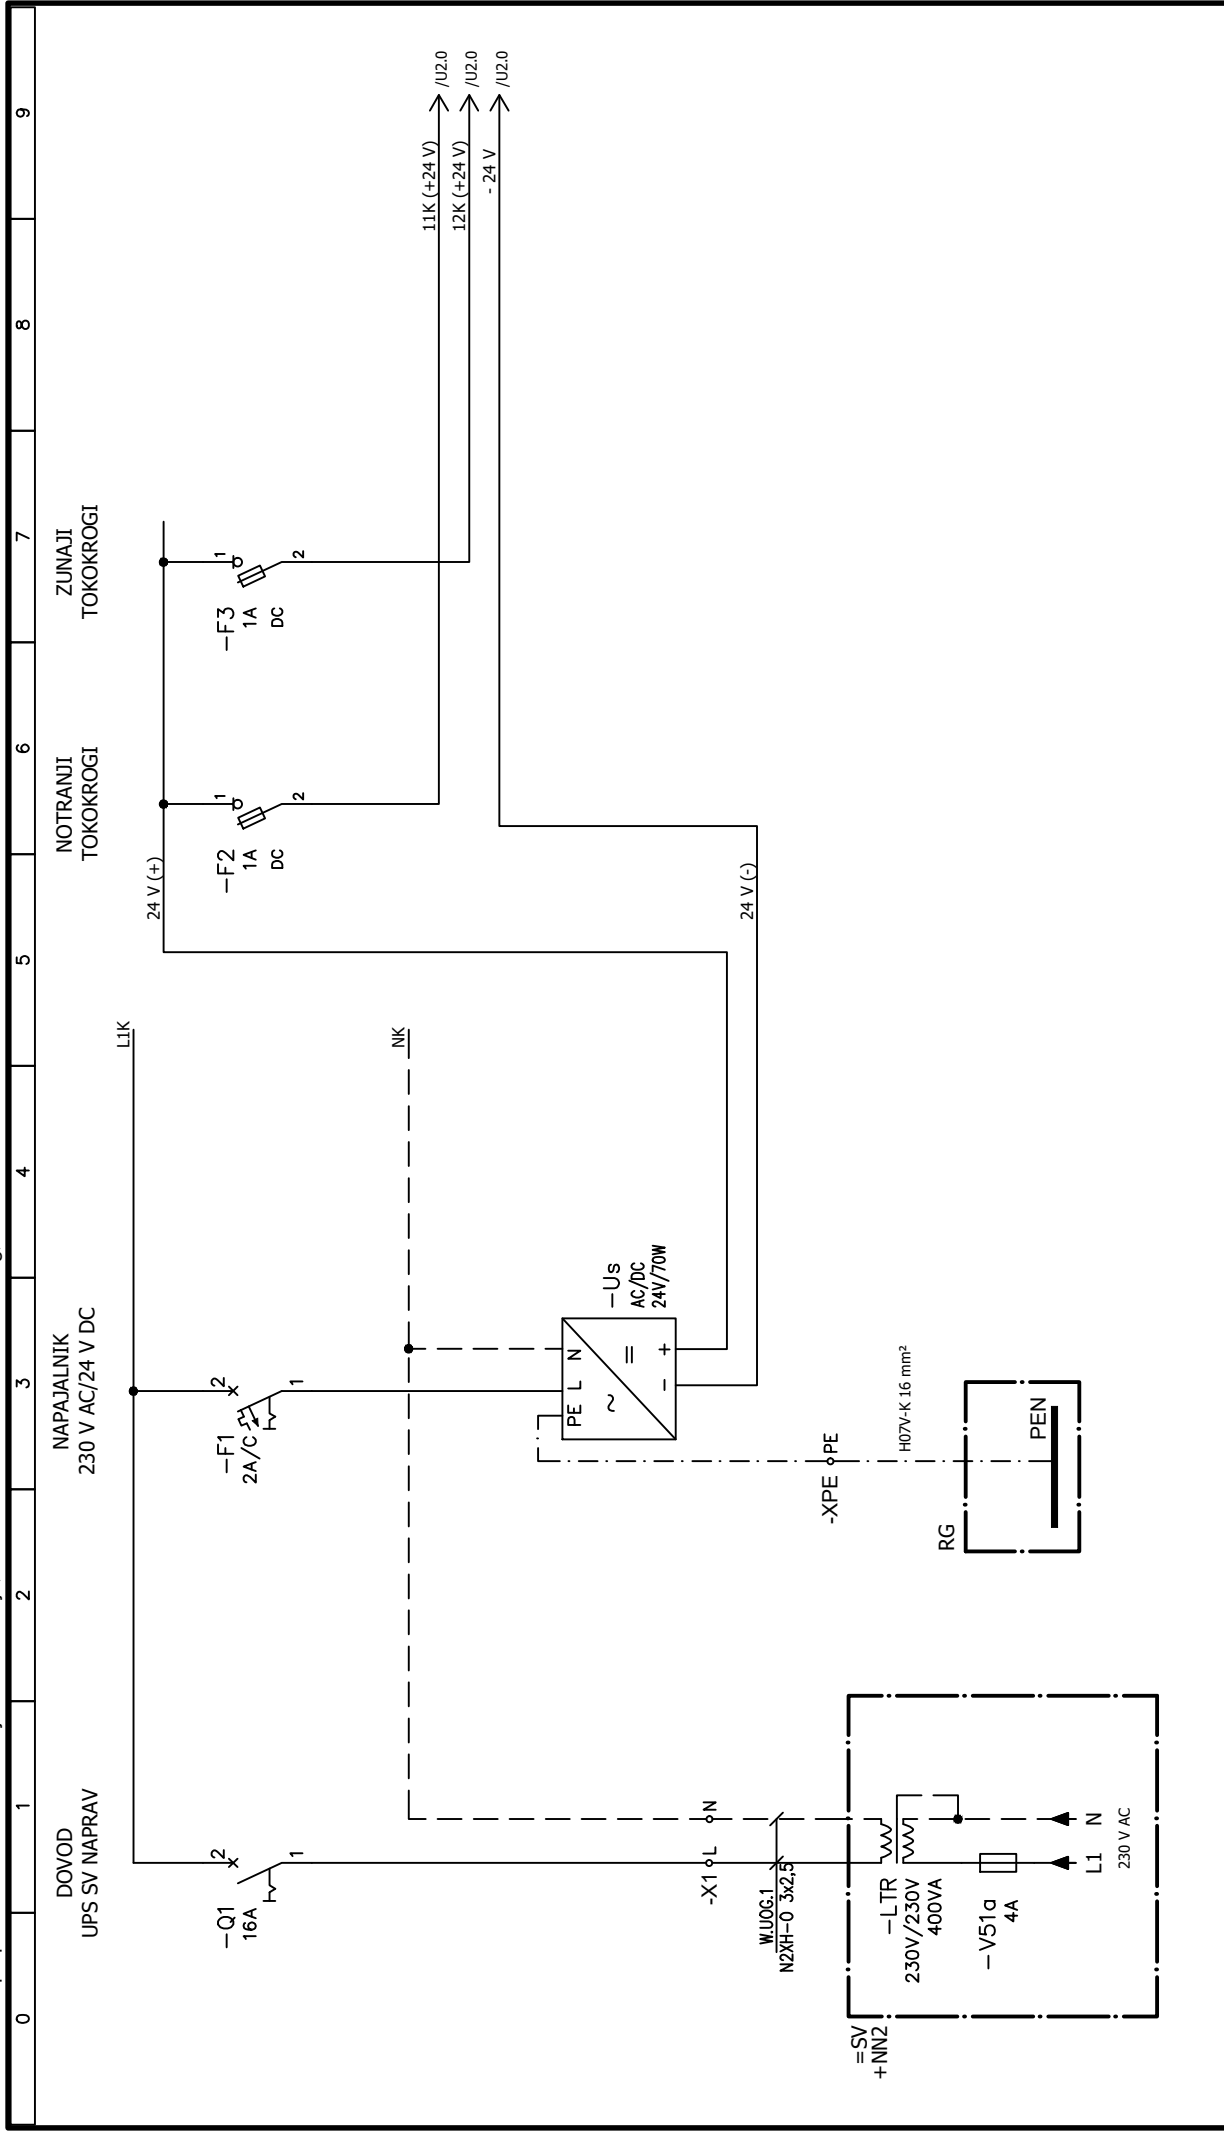 0 1 2 3 4 5 6 7 8 9
DOVOD
UPS SV NAPRAV
NAPAJALNIK
230 V AC/24 V DC
NOTRANJI
TOKOKROGI
ZUNAJI
TOKOKROGI
L1K
24 V (+)
-Q1
16A
2
1
-F1
2A/C
2
1
-F2
1A
DC
1
2
-F3
1A
DC
1
2
NK
11K (+24 V)
/U2.0
12K (+24 V)
/U2.0
- 24 V
/U2.0
PE L N
~ =
- +
-Us
AC/DC
24V/70W
24 V (-)
-X1
L
N
W.UOG.1
N2XH-O 3x2,5
-XPE
PE
H07V-K 16 mm²
RG
PEN
=SV
+NN2
-LTR
230V/230V
400VA
-V51a
4A
L1
N
230 V AC